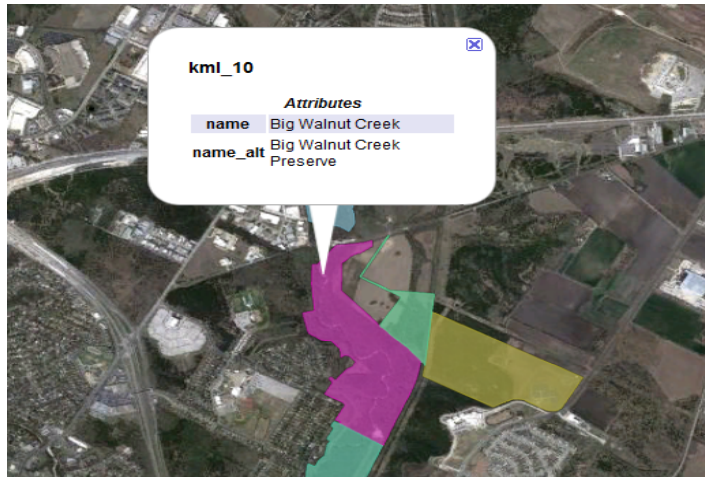 kml_10
Attributes
name Big Walnut Creek
name_alt Big Walnut Creek
Preserve